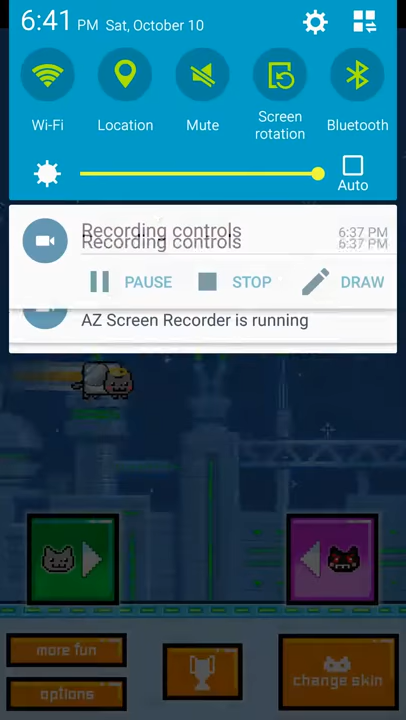 6:41 PM Sat, October 10
Wi-Fi
Location
Mute
Screen rotation
Bluetooth
Auto
Recording controls
Recording controls
6:37 PM
6:37 PM
PAUSE
STOP
DRAW
AZ Screen Recorder is running
more fun
options
change skin